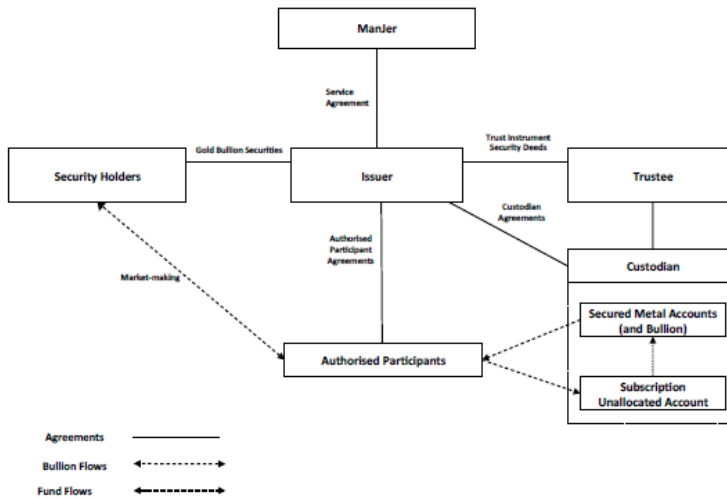 ManJer
Service
Agreement
Gold Bullion Securities
Trust Instrument
Security Deeds
Security Holders
Issuer
Trustee
Custodian
Agreements
Authorised
Participant
Agreements
Custodian
Market-making
Secured Metal Accounts
(and Bullion)
Authorised Participants
Subscription
Unallocated Account
Agreements
Bullion Flows
Fund Flows